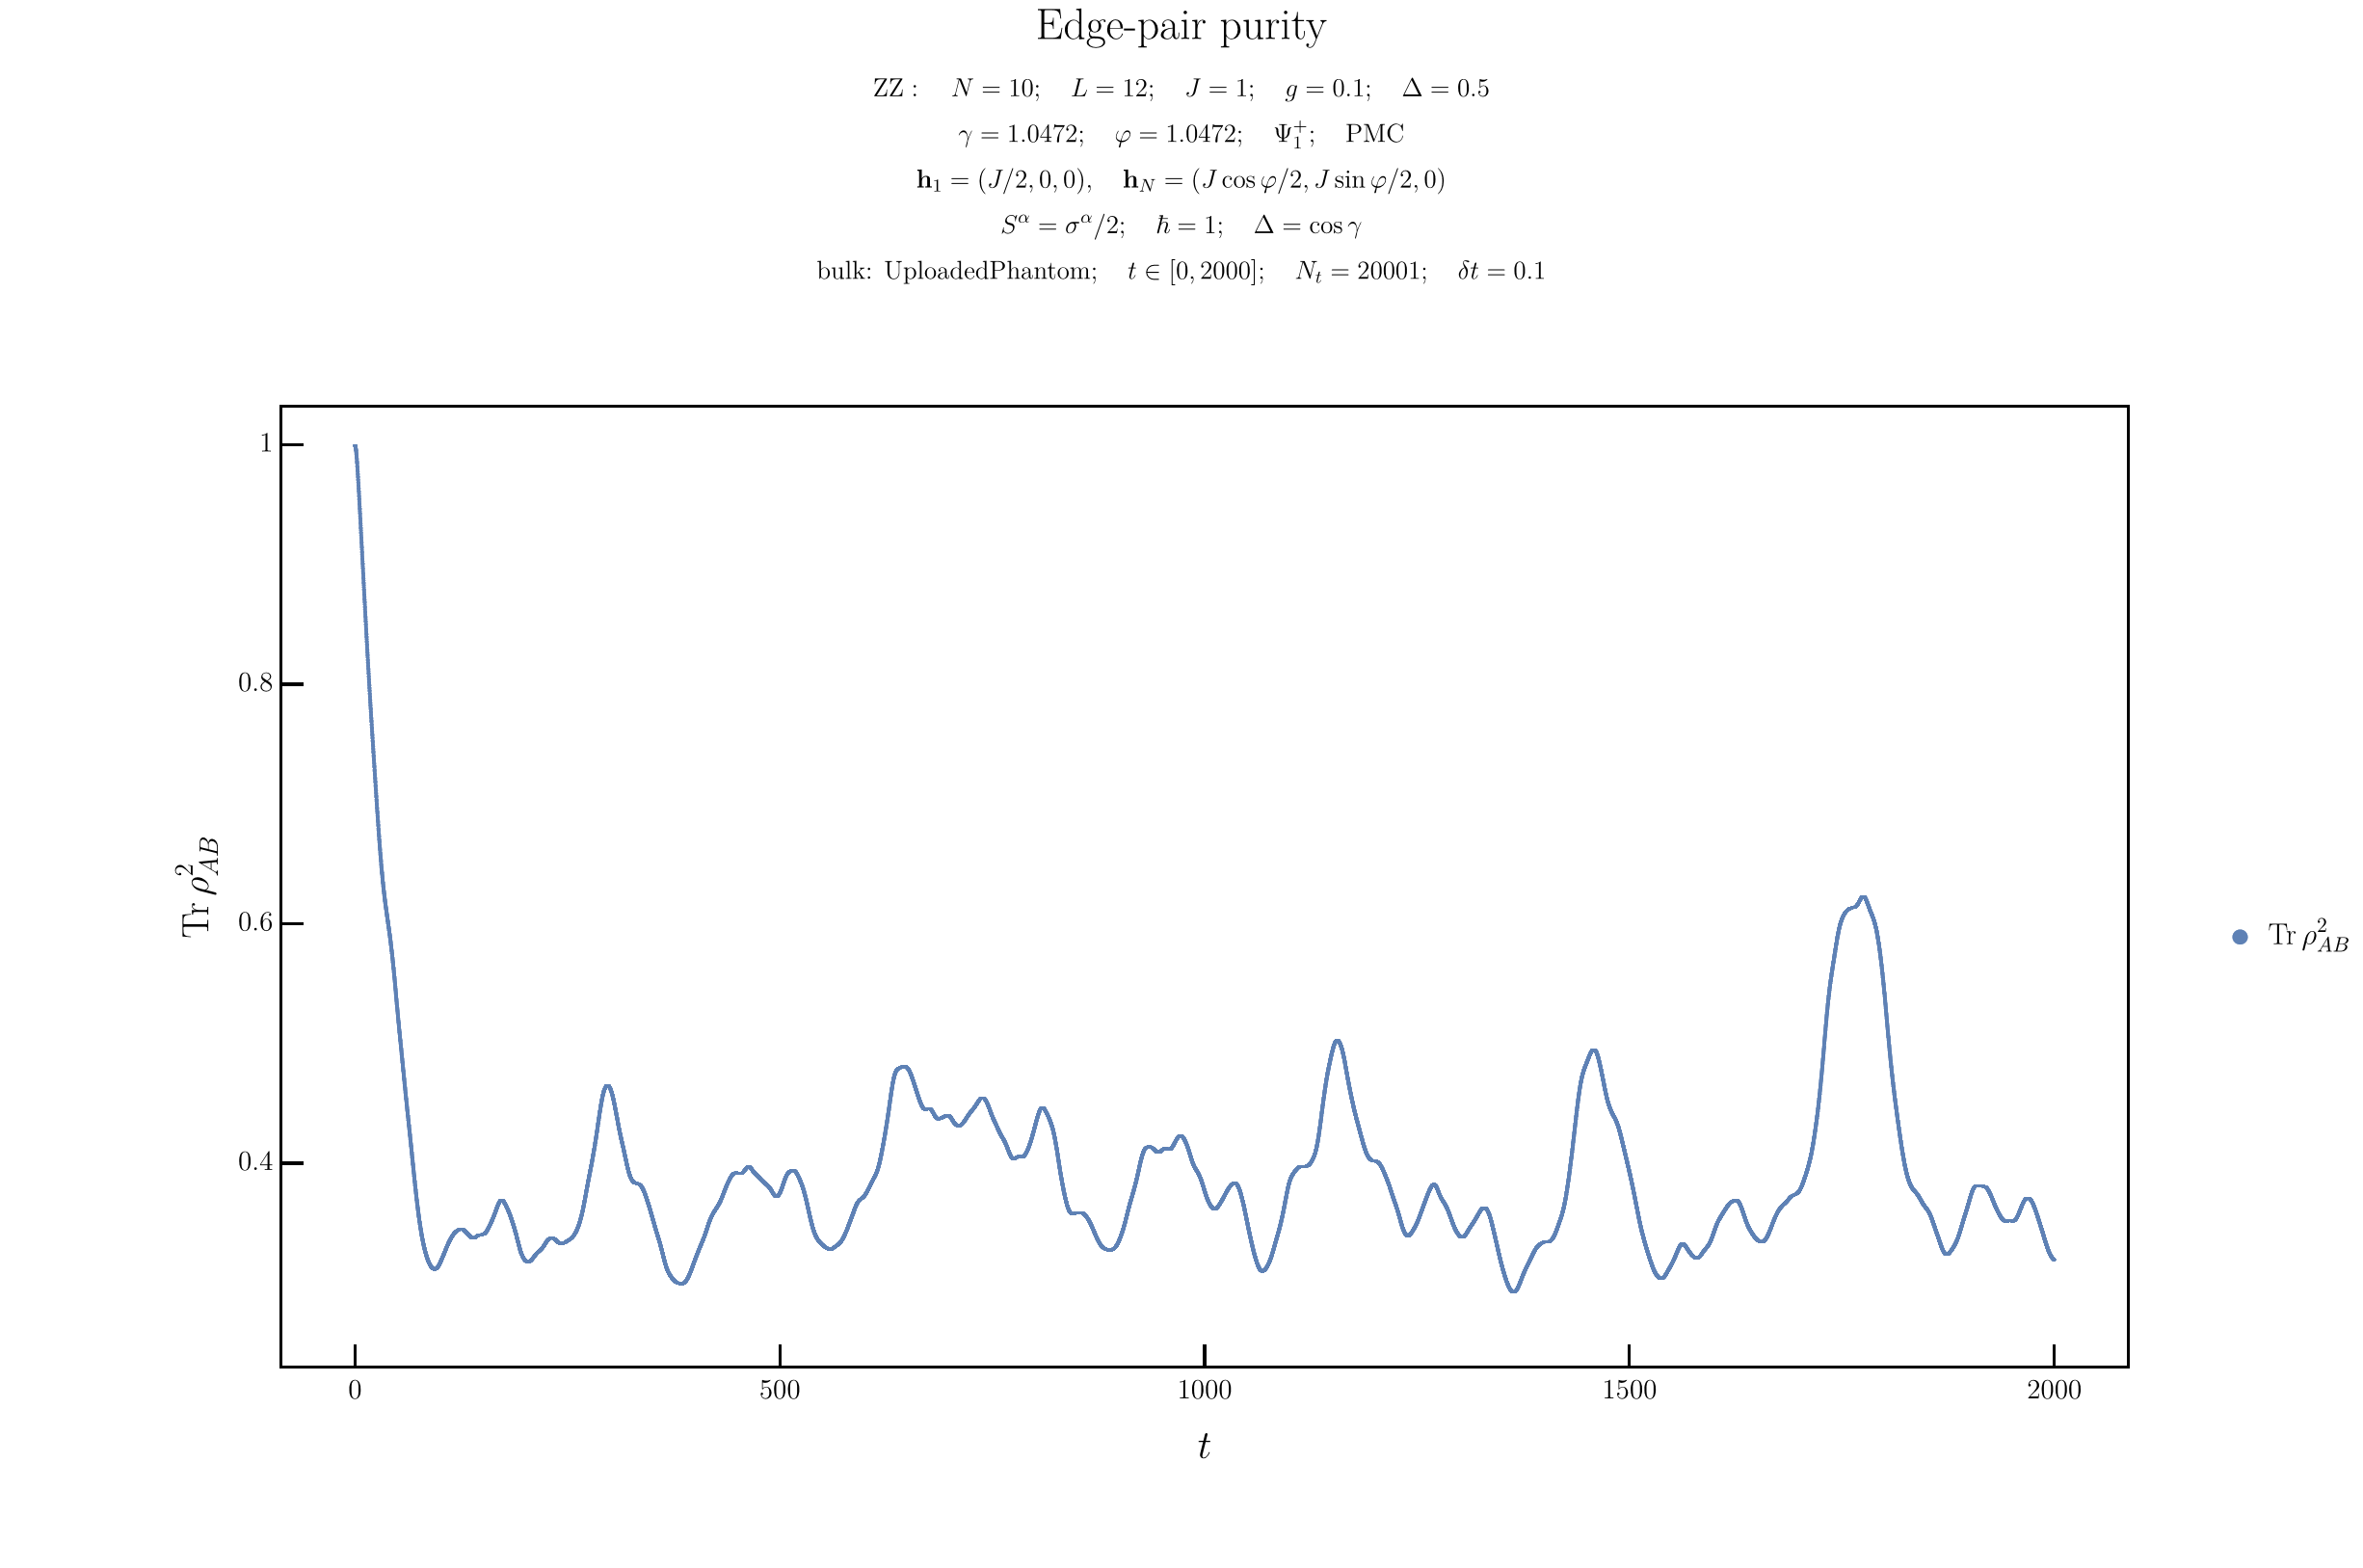 Edge-pair purity
ZZ : N = 10; L = 12; J = 1; g = 0.1; Δ = 0.5
γ = 1.0472; φ = 1.0472; Ψ₁⁺; PMC
𝐡₁ = (J/2, 0, 0), 𝐡_N = (J cos φ/2, J sin φ/2, 0)
S^α = σ^α/2; ℏ = 1; Δ = cos γ
bulk: UploadedPhantom; t ∈ [0, 2000]; N_t = 20001; δt = 0.1
1
0.8
0.6
0.4
Tr ρ²_AB
0 500 1000 1500 2000
t
Tr ρ²_AB